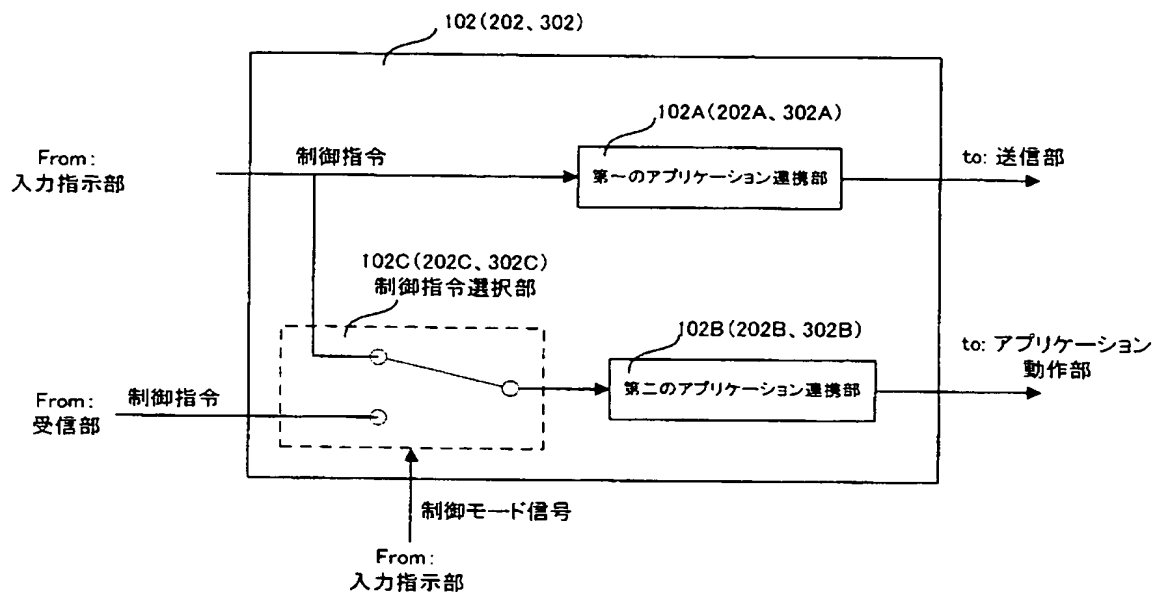 102(202、302)
102A(202A、302A)
From:
入力指示部
制御指令
第一のアプリケーション連携部
to: 送信部
102C(202C、302C)
制御指令選択部
102B(202B、302B)
第二のアプリケーション連携部
to: アプリケーション
動作部
From:
受信部
制御指令
制御モード信号
From:
入力指示部